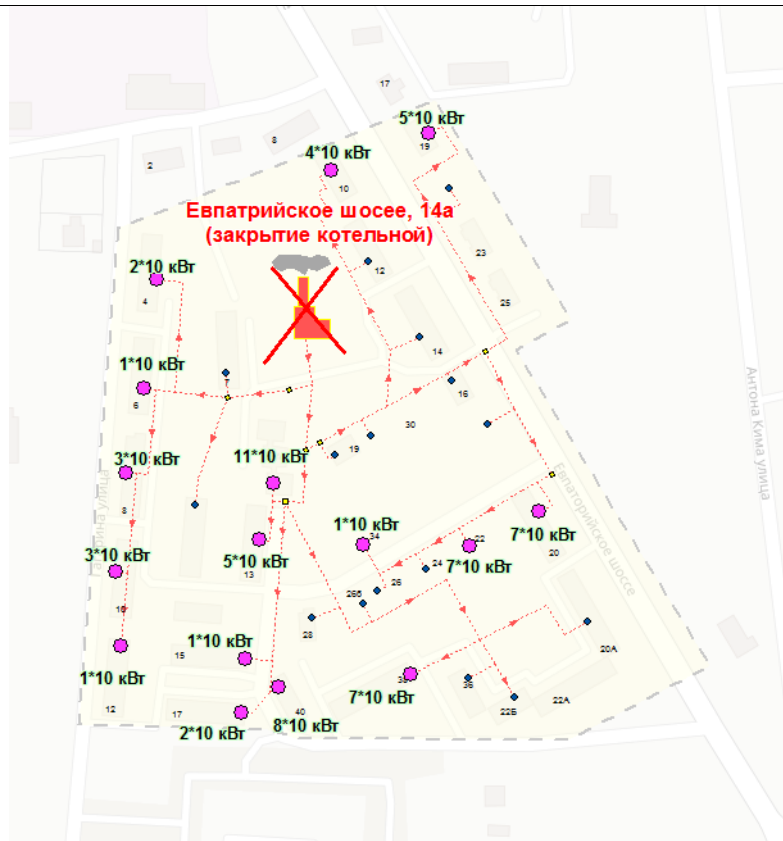 17
5*10 кВт
19
8
2
4*10 кВт
10
Евпатрийское шосее, 14а
(закрытие котельной)
23
2*10 кВт
12
4
25
14
1*10 кВт
7
6
16
30
19
Антона Кима улица
3*10 кВт
11*10 кВт
8
Евпаторийское шоссе
1*10 кВт
34
22
7*10 кВт
20
3*10 кВт
5*10 кВт
13
7*10 кВт
24
26
26б
16
28
1*10 кВт
15
1*10 кВт
7*10 кВт
38
36
20А
12
17
2*10 кВт
40
8*10 кВт
22Б
22А